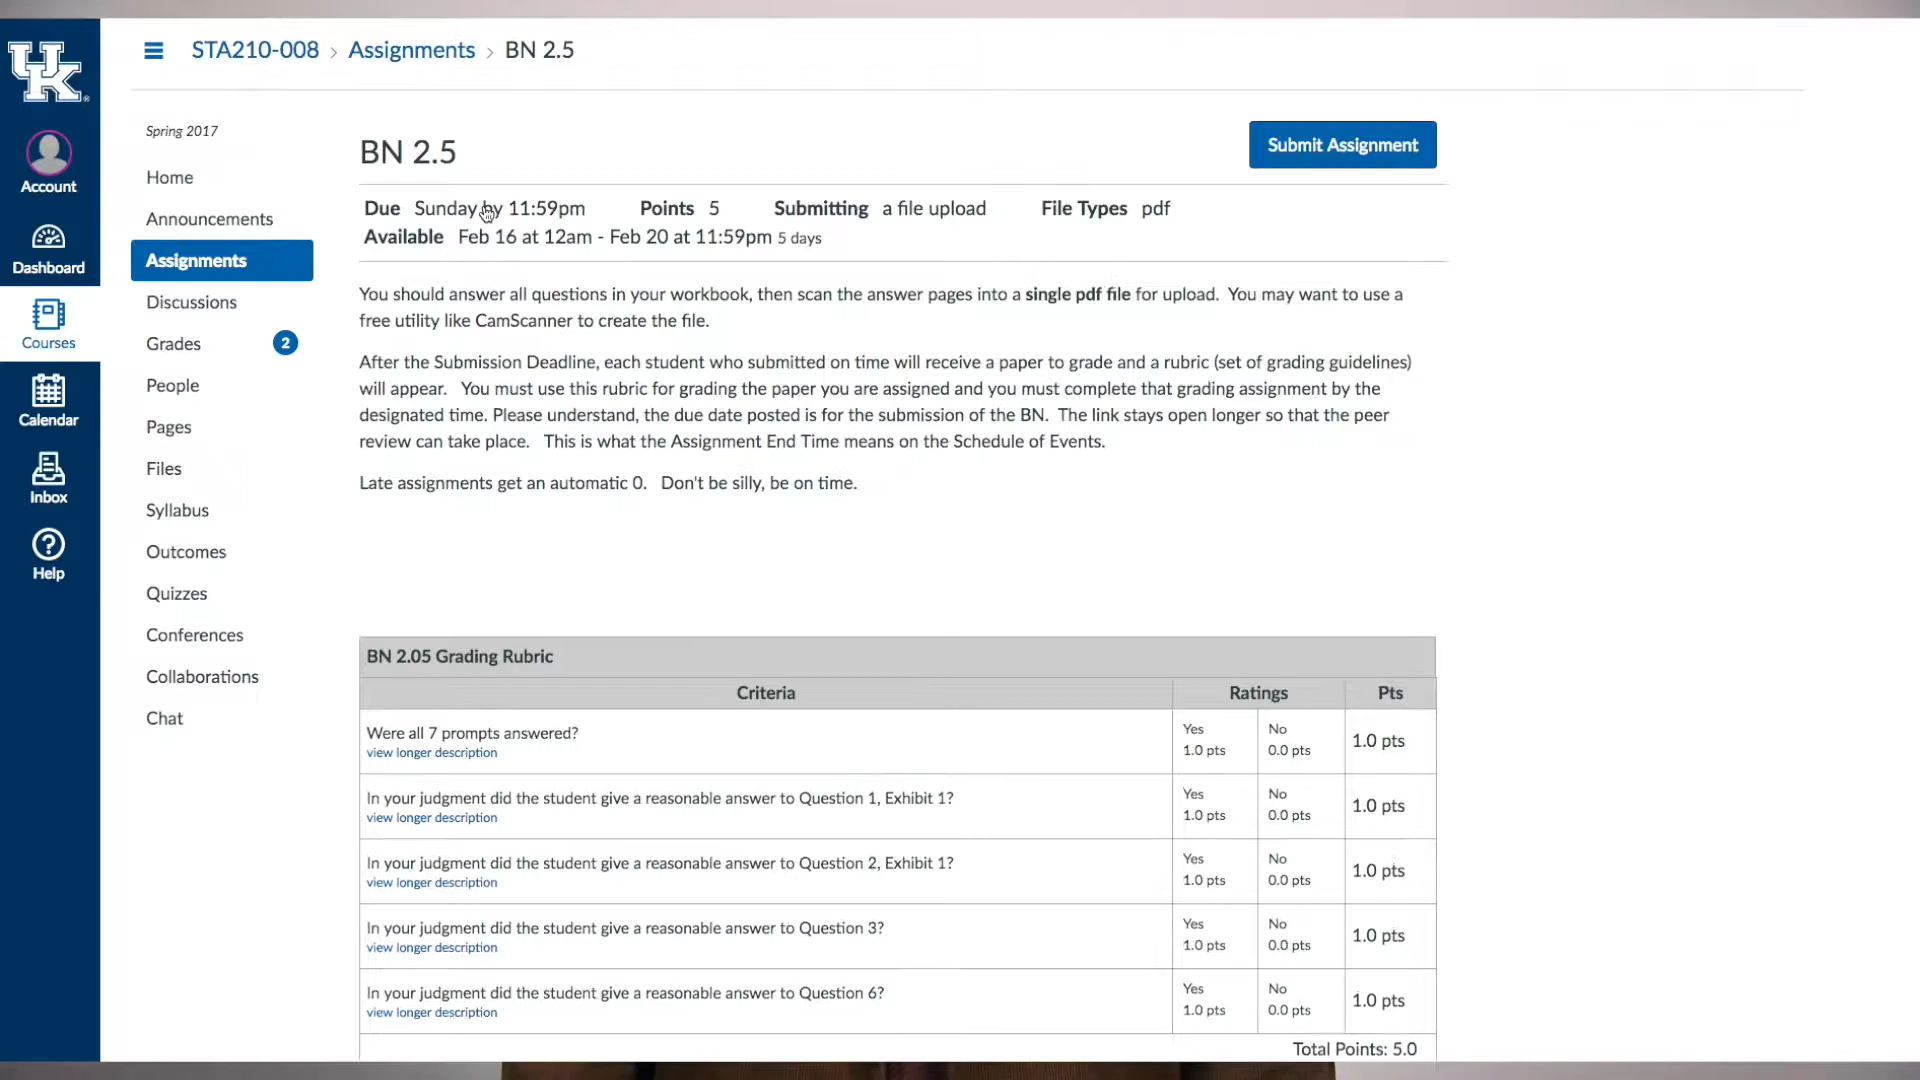 STA210-008 › Assignments › BN 2.5
UK
Account
Dashboard
Courses
Calendar
Inbox
Help
Spring 2017
Home
Announcements
Assignments
Discussions
Grades 2
People
Pages
Files
Syllabus
Outcomes
Quizzes
Conferences
Collaborations
Chat
BN 2.5
Submit Assignment
Due Sunday by 11:59pm Points 5 Submitting a file upload File Types pdf
Available Feb 16 at 12am - Feb 20 at 11:59pm 5 days
You should answer all questions in your workbook, then scan the answer pages into a single pdf file for upload. You may want to use a
free utility like CamScanner to create the file.
After the Submission Deadline, each student who submitted on time will receive a paper to grade and a rubric (set of grading guidelines)
will appear. You must use this rubric for grading the paper you are assigned and you must complete that grading assignment by the
designated time. Please understand, the due date posted is for the submission of the BN. The link stays open longer so that the peer
review can take place. This is what the Assignment End Time means on the Schedule of Events.
Late assignments get an automatic 0. Don't be silly, be on time.
BN 2.05 Grading Rubric
Criteria Ratings Pts
Were all 7 prompts answered?
view longer description
Yes No
1.0 pts 0.0 pts
1.0 pts
In your judgment did the student give a reasonable answer to Question 1, Exhibit 1?
view longer description
Yes No
1.0 pts 0.0 pts
1.0 pts
In your judgment did the student give a reasonable answer to Question 2, Exhibit 1?
view longer description
Yes No
1.0 pts 0.0 pts
1.0 pts
In your judgment did the student give a reasonable answer to Question 3?
view longer description
Yes No
1.0 pts 0.0 pts
1.0 pts
In your judgment did the student give a reasonable answer to Question 6?
view longer description
Yes No
1.0 pts 0.0 pts
1.0 pts
Total Points: 5.0